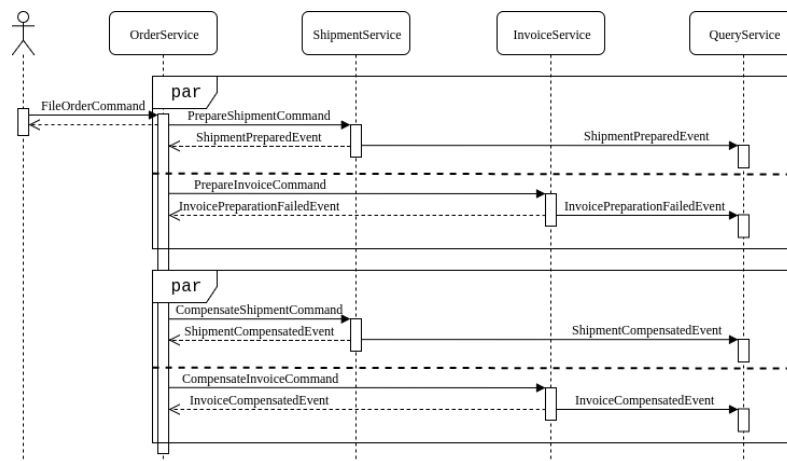 OrderService
ShipmentService
InvoiceService
QueryService
par
FileOrderCommand
PrepareShipmentCommand
ShipmentPreparedEvent
ShipmentPreparedEvent
PrepareInvoiceCommand
InvoicePreparationFailedEvent
InvoicePreparationFailedEvent
par
CompensateShipmentCommand
ShipmentCompensatedEvent
ShipmentCompensatedEvent
CompensateInvoiceCommand
InvoiceCompensatedEvent
InvoiceCompensatedEvent